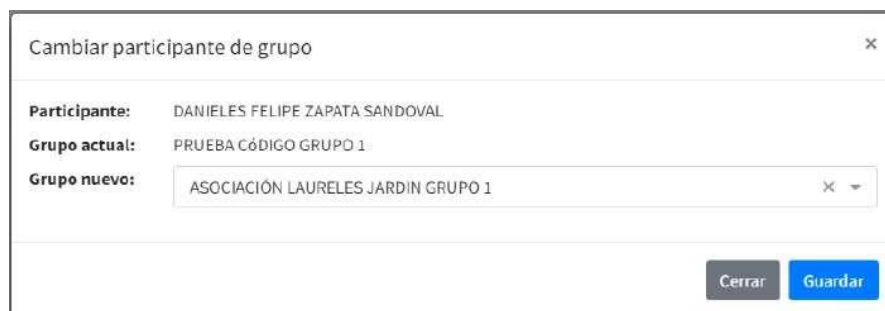 Cambiar participante de grupo ×
Participante: DANIELES FELIPE ZAPATA SANDOVAL
Grupo actual: PRUEBA CóDIGO GRUPO 1
Grupo nuevo: ASOCIACIÓN LAURELES JARDIN GRUPO 1 ×
Cerrar Guardar